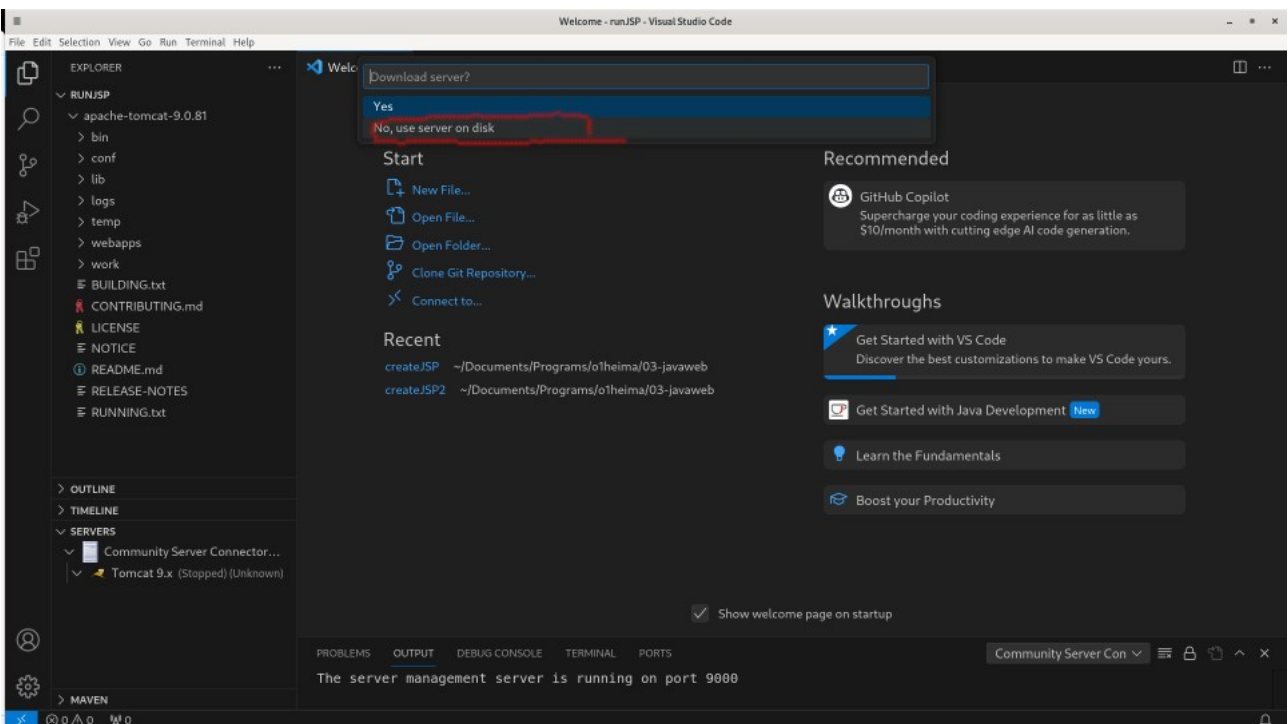 Welcome - runJSP - Visual Studio Code
File Edit Selection View Go Run Terminal Help
EXPLORER
RUNJSP
apache-tomcat-9.0.81
bin
conf
lib
logs
temp
webapps
work
BUILDING.txt
CONTRIBUTING.md
LICENSE
NOTICE
README.md
RELEASE-NOTES
RUNNING.txt
OUTLINE
TIMELINE
SERVERS
Community Server Connector...
Tomcat 9.x (Stopped) (Unknown)
MAVEN
Welc
Download server?
Yes
No, use server on disk
Start
New File...
Open File...
Open Folder...
Clone Git Repository...
Connect to...
Recent
createJSP ~/Documents/Programs/o1heima/03-javaweb
createJSP2 ~/Documents/Programs/o1heima/03-javaweb
Recommended
GitHub Copilot
Supercharge your coding experience for as little as
$10/month with cutting edge AI code generation.
Walkthroughs
Get Started with VS Code
Discover the best customizations to make VS Code yours.
Get Started with Java Development New
Learn the Fundamentals
Boost your Productivity
Show welcome page on startup
PROBLEMS OUTPUT DEBUG CONSOLE TERMINAL PORTS
Community Server Con
The server management server is running on port 9000
0 0 0